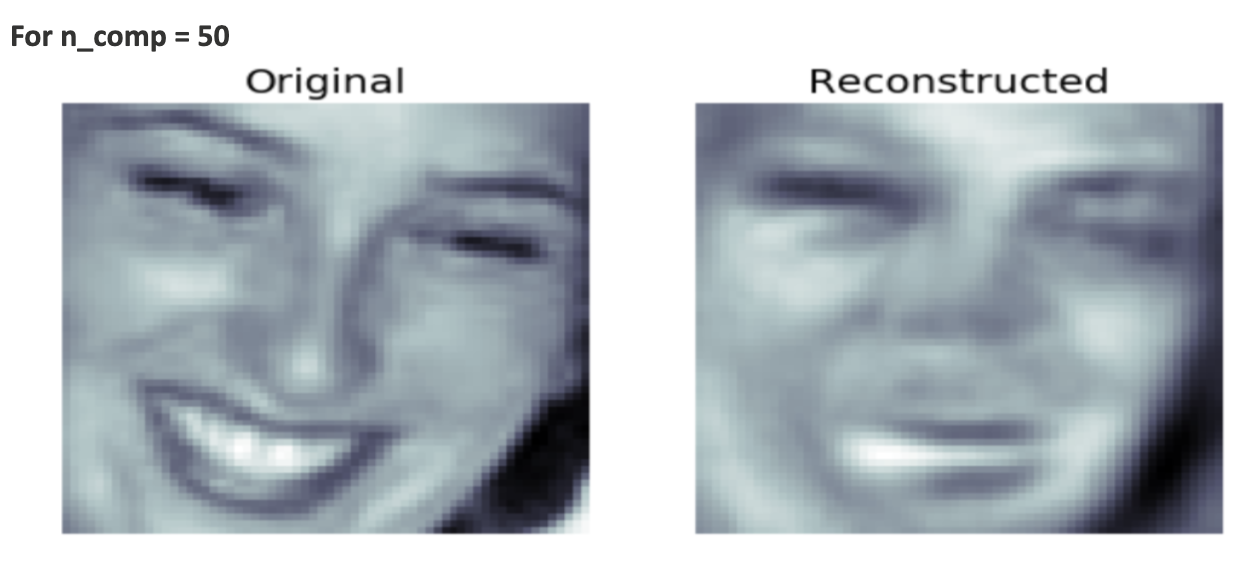 For n_comp = 50
Original
Reconstructed